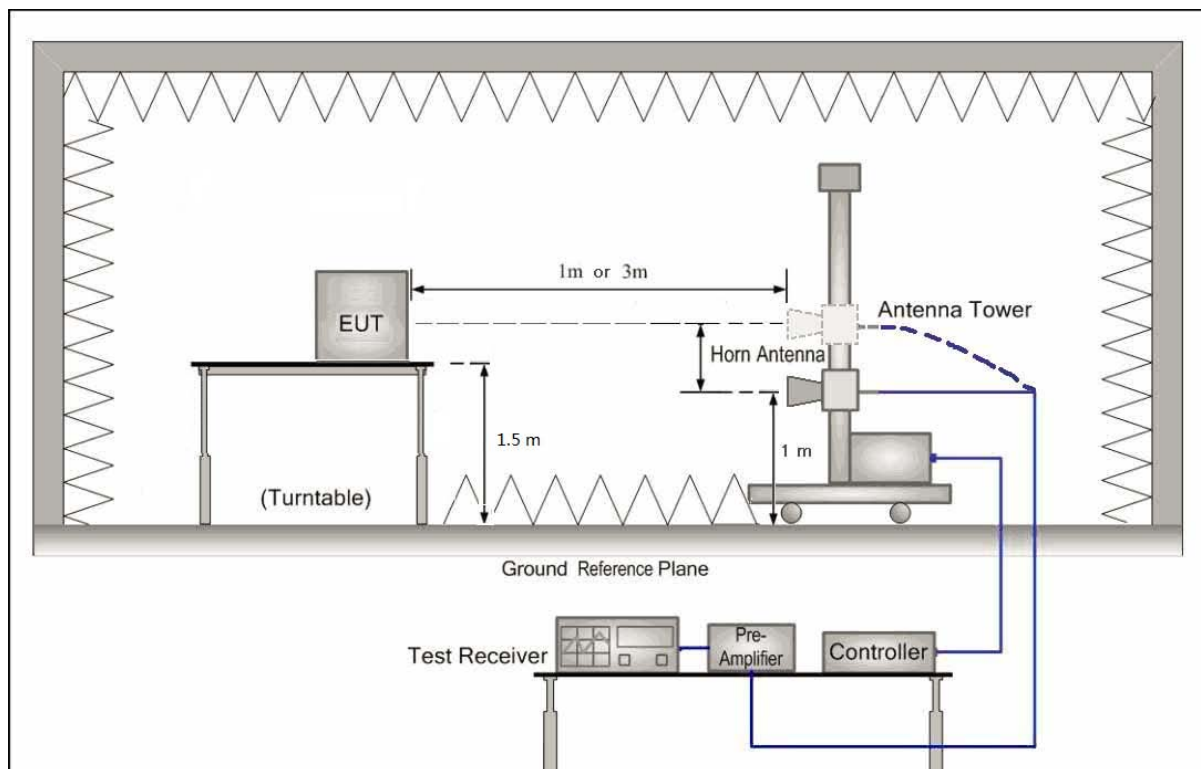 1m or 3m
EUT
Antenna Tower
Horn Antenna
1.5 m
1 m
(Turntable)
Ground Reference Plane
Test Receiver
Pre-
Amplifier
Controller